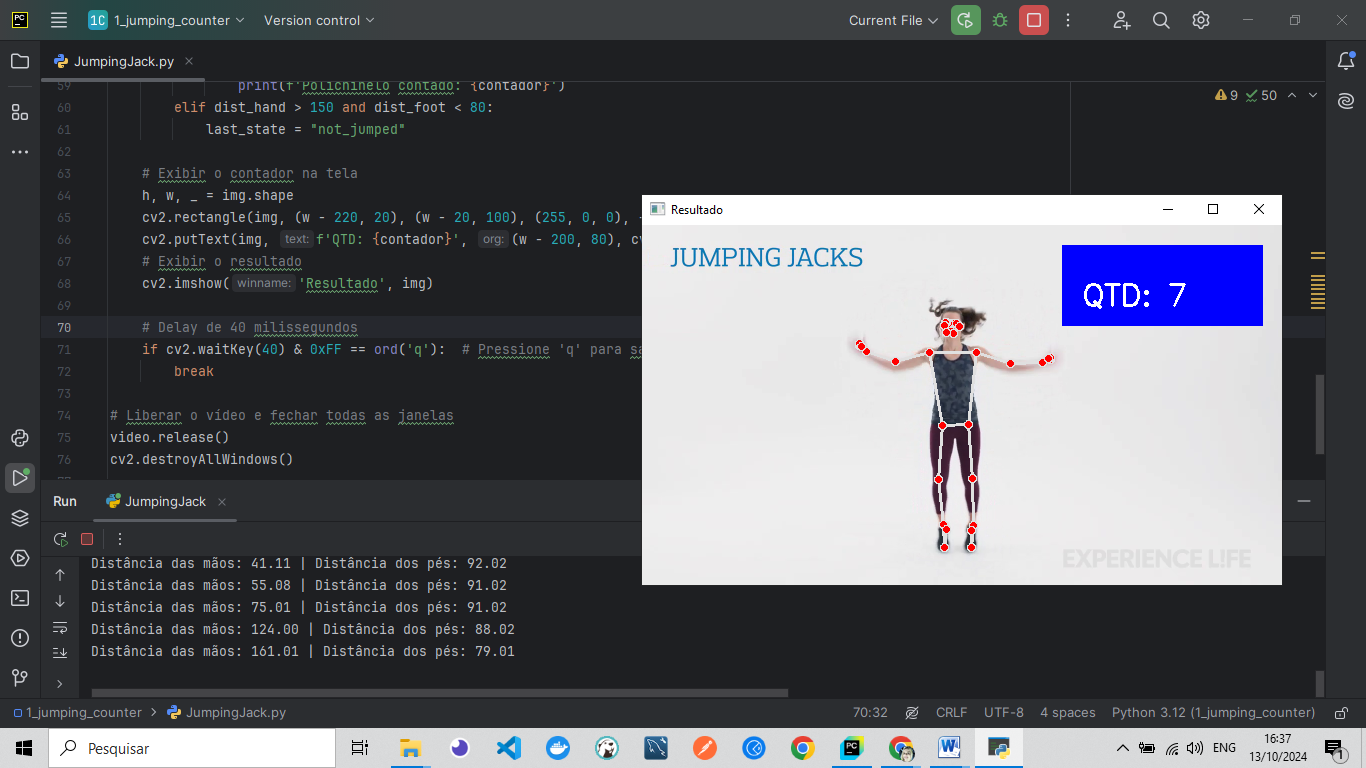 PC
1C 1_jumping_counter
Version control
Current File
JumpingJack.py
9 50
59 print(f'Polichinelo contado: {contador}')
60 elif dist_hand > 150 and dist_foot < 80:
61 last_state = "not_jumped"
62
63 # Exibir o contador na tela
64 h, w, _ = img.shape
65 cv2.rectangle(img, (w - 220, 20), (w - 20, 100), (255, 0, 0), -
66 cv2.putText(img, text: f'QTD: {contador}', org: (w - 200, 80), cv
67 # Exibir o resultado
68 cv2.imshow( winname: 'Resultado', img)
69
70 # Delay de 40 milissegundos
71 if cv2.waitKey(40) & 0xFF == ord('q'): # Pressione 'q' para sa
72 break
73
74 # Liberar o vídeo e fechar todas as janelas
75 video.release()
76 cv2.destroyAllWindows()
Resultado
JUMPING JACKS
QTD: 7
EXPERIENCE L!FE
Run JumpingJack
Distância das mãos: 41.11 | Distância dos pés: 92.02
Distância das mãos: 55.08 | Distância dos pés: 91.02
Distância das mãos: 75.01 | Distância dos pés: 91.02
Distância das mãos: 124.00 | Distância dos pés: 88.02
Distância das mãos: 161.01 | Distância dos pés: 79.01
1_jumping_counter > JumpingJack.py
70:32 CRLF UTF-8 4 spaces Python 3.12 (1_jumping_counter)
Pesquisar
ENG
16:37
13/10/2024
1